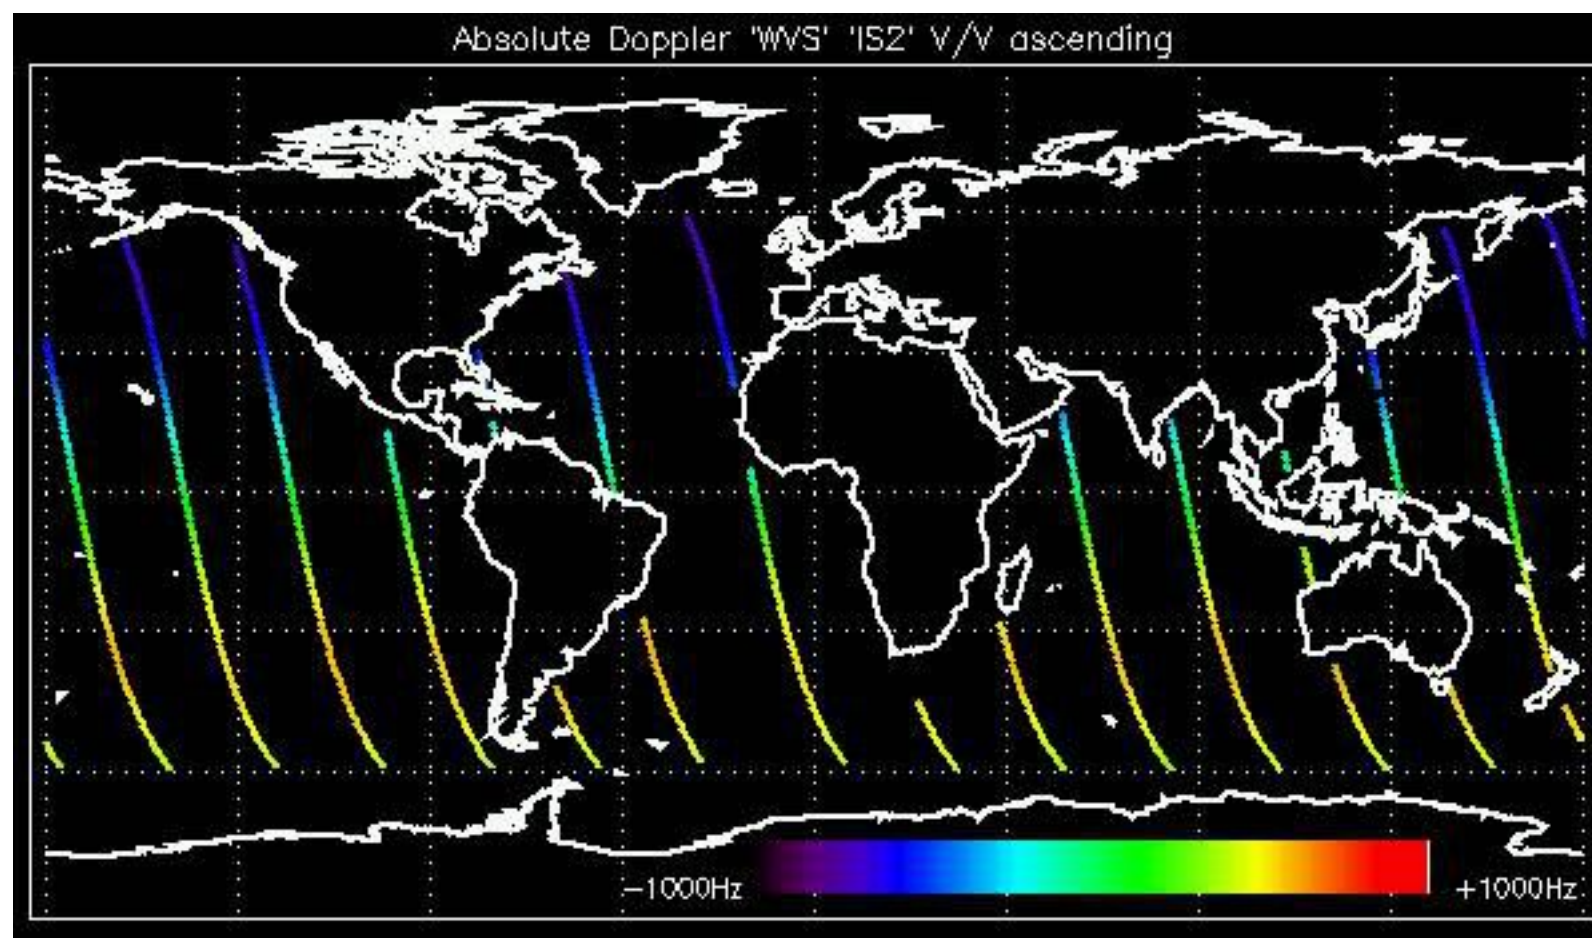 Absolute Doppler 'WVS' 'IS2' V/V ascending
−1000Hz
+1000Hz